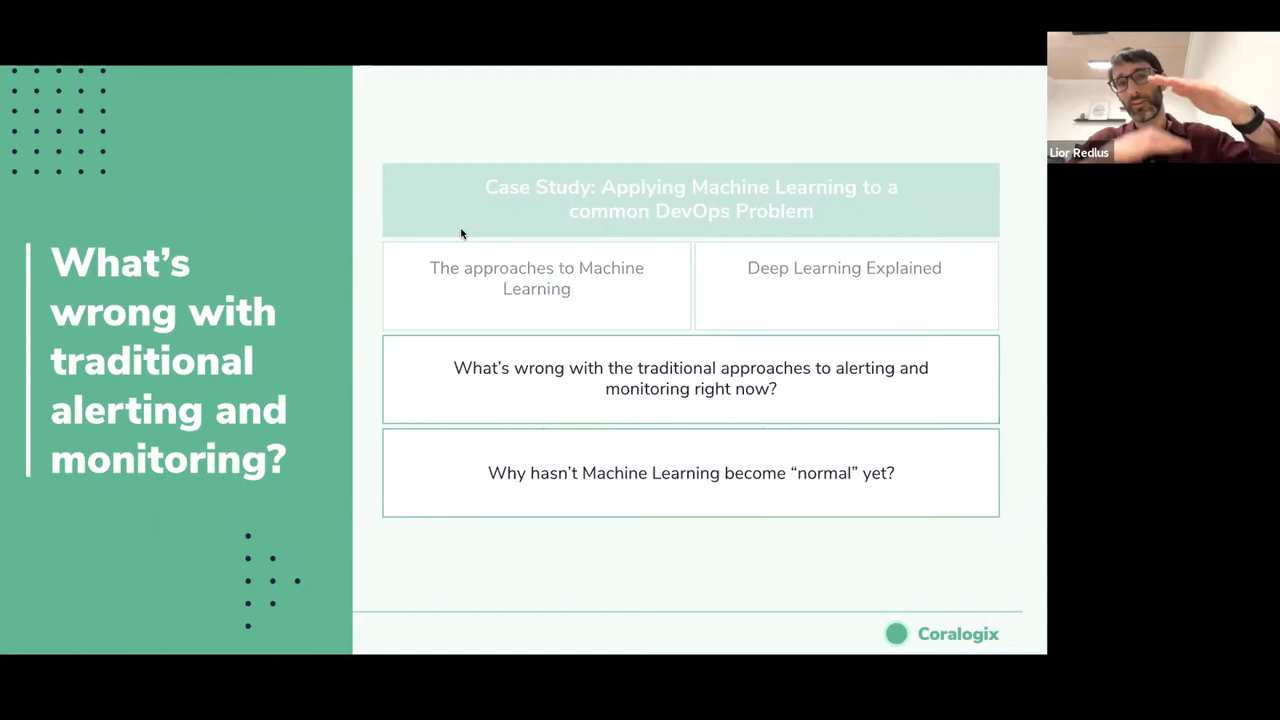 What's
wrong with
traditional
alerting and
monitoring?
Case Study: Applying Machine Learning to a
common DevOps Problem
The approaches to Machine
Learning
Deep Learning Explained
What's wrong with the traditional approaches to alerting and
monitoring right now?
Why hasn't Machine Learning become “normal” yet?
Coralogix
Lior Redlus